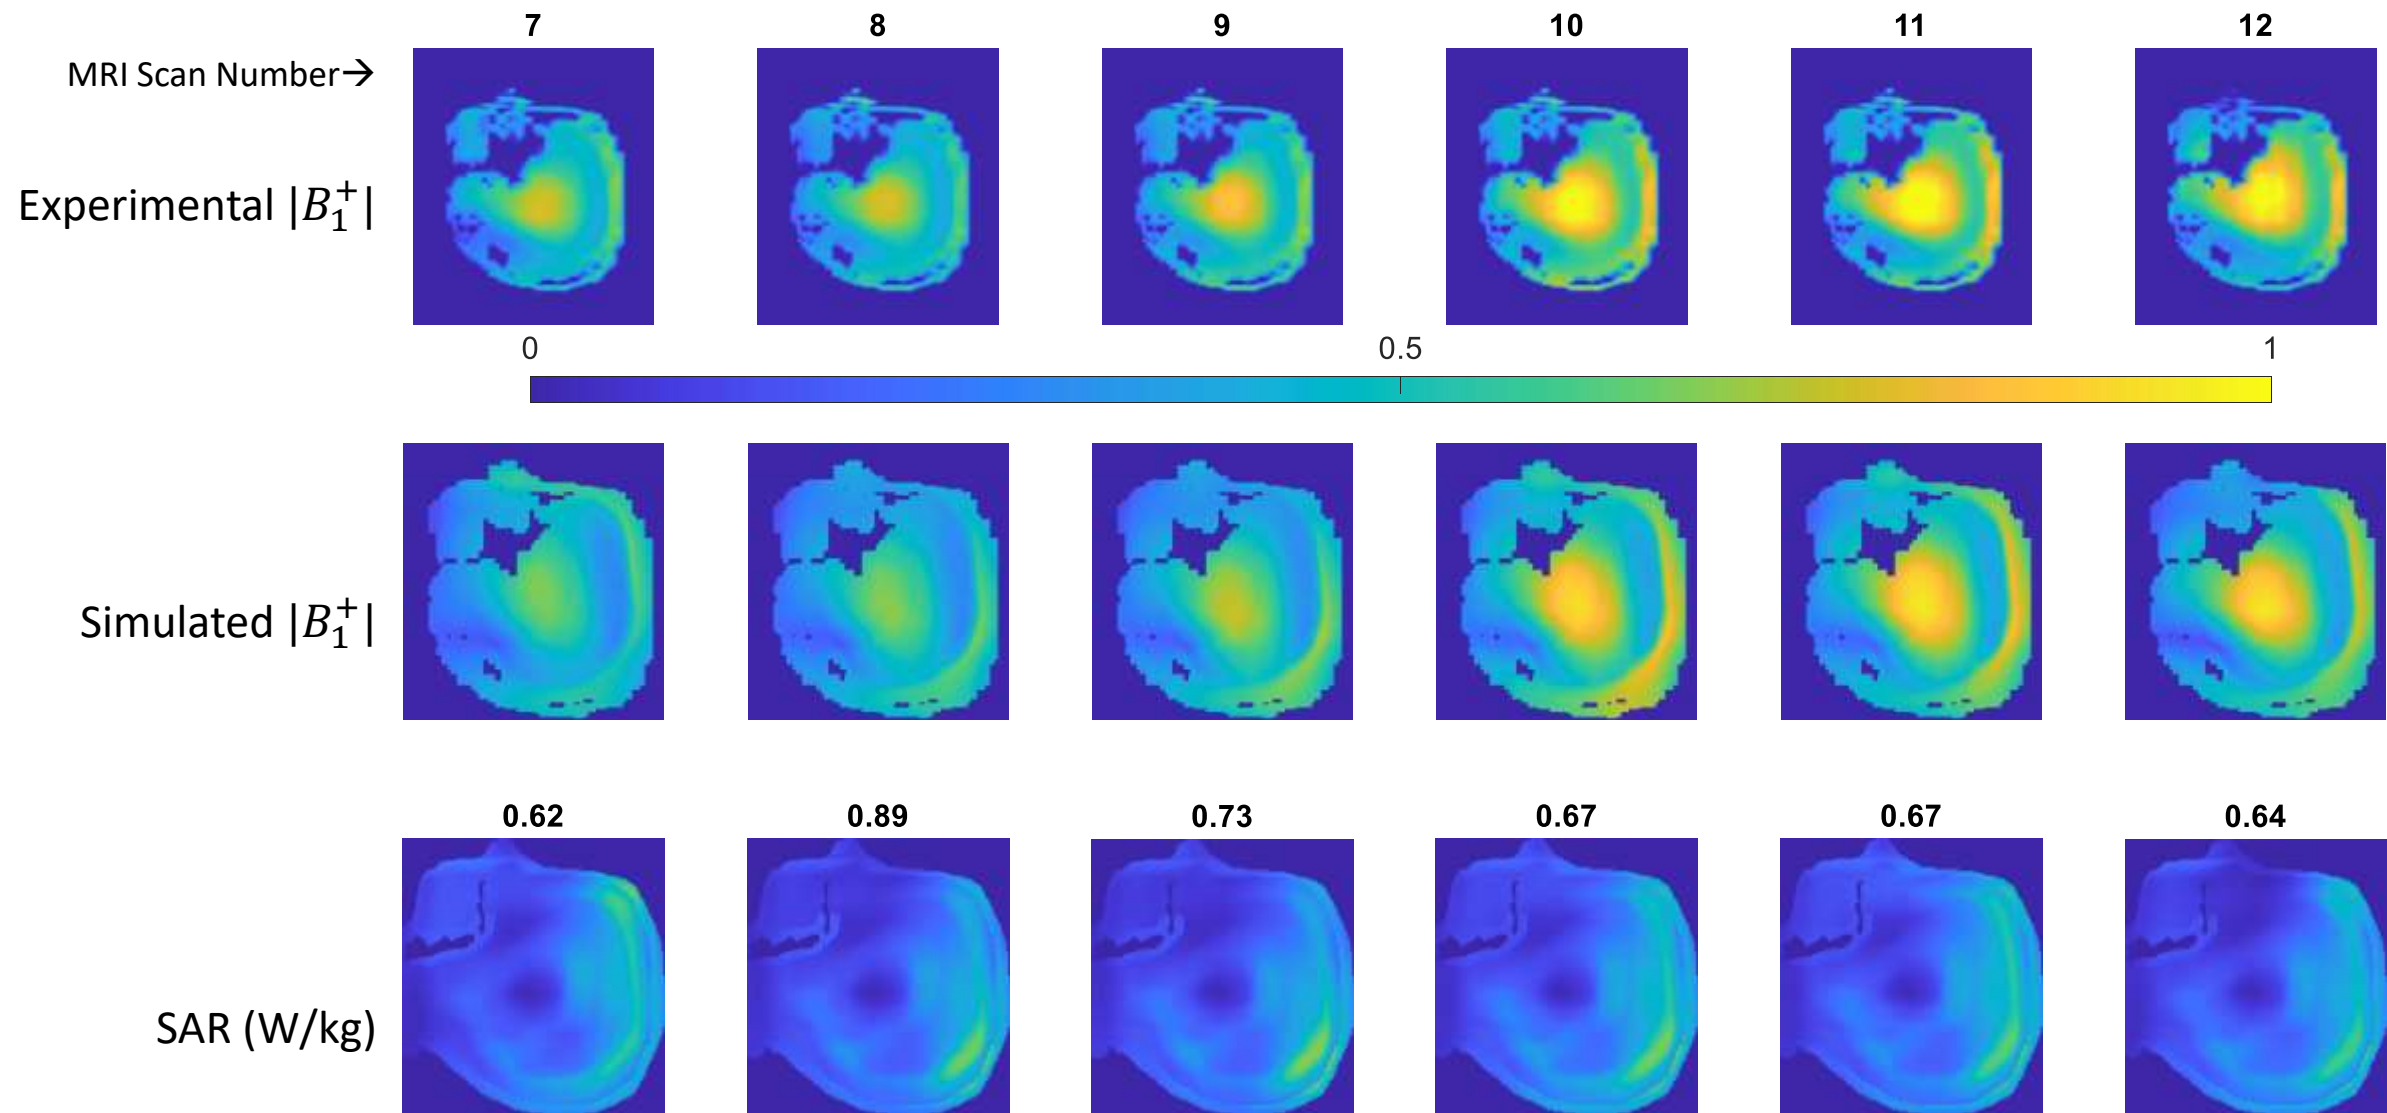 7 8 9 10 11 12
MRI Scan Number→
Experimental |B₁⁺|
0 0.5 1
Simulated |B₁⁺|
0.62 0.89 0.73 0.67 0.67 0.64
SAR (W/kg)